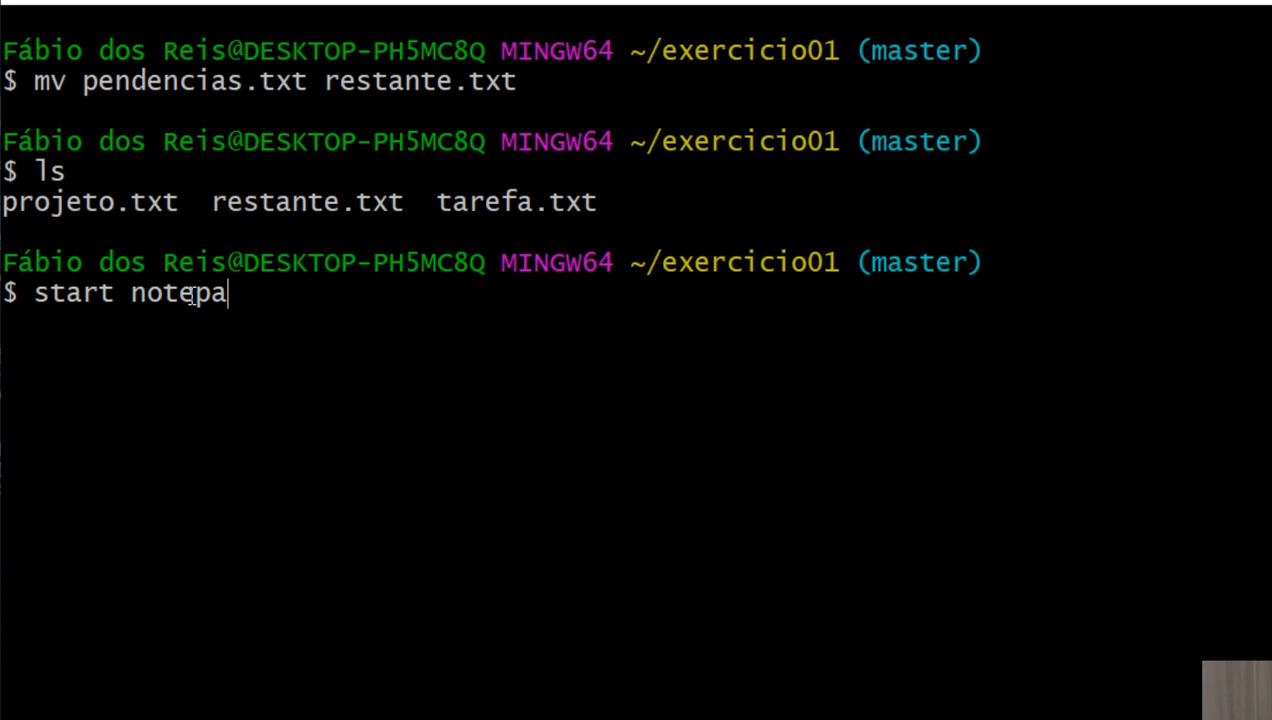 Fábio dos Reis@DESKTOP-PH5MC8Q MINGW64 ~/exercicio01 (master)
$ mv pendencias.txt restante.txt
Fábio dos Reis@DESKTOP-PH5MC8Q MINGW64 ~/exercicio01 (master)
$ ls
projeto.txt  restante.txt  tarefa.txt
Fábio dos Reis@DESKTOP-PH5MC8Q MINGW64 ~/exercicio01 (master)
$ start notepa